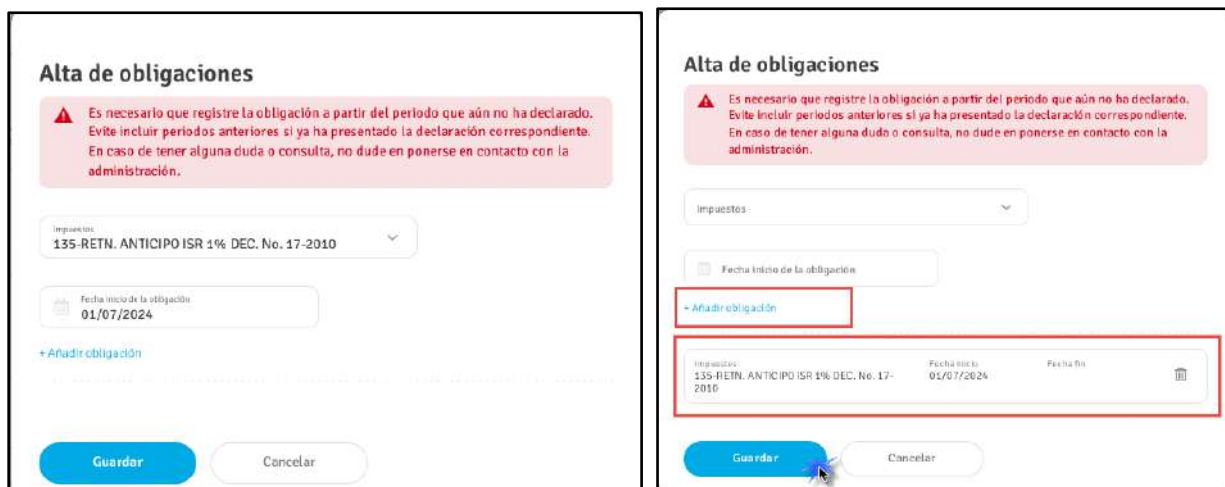 Alta de obligaciones
Es necesario que registre la obligación a partir del periodo que aún no ha declarado.
Evite incluir periodos anteriores si ya ha presentado la declaración correspondiente.
En caso de tener alguna duda o consulta, no dude en ponerse en contacto con la
administración.
Impuestos
135-RETN. ANTICIPO ISR 1% DEC. No. 17-2010
Fecha inicio de la obligación
01/07/2024
+ Añadir obligación
Guardar
Cancelar
Alta de obligaciones
Es necesario que registre la obligación a partir del periodo que aún no ha declarado.
Evite incluir periodos anteriores si ya ha presentado la declaración correspondiente.
En caso de tener alguna duda o consulta, no dude en ponerse en contacto con la
administración.
Impuestos
Fecha inicio de la obligación
+ Añadir obligación
Impuestos Fecha inicio Fecha fin
135-RETN. ANTICIPO ISR 1% DEC. No. 17- 01/07/2024
2010
Guardar
Cancelar